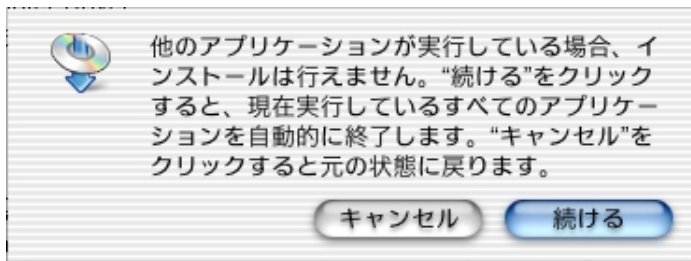 他のアプリケーションが実行している場合、イ
ンストールは行えません。“続ける”をクリック
すると、現在実行しているすべてのアプリケー
ションを自動的に終了します。“キャンセル”を
クリックすると元の状態に戻ります。
キャンセル
続ける